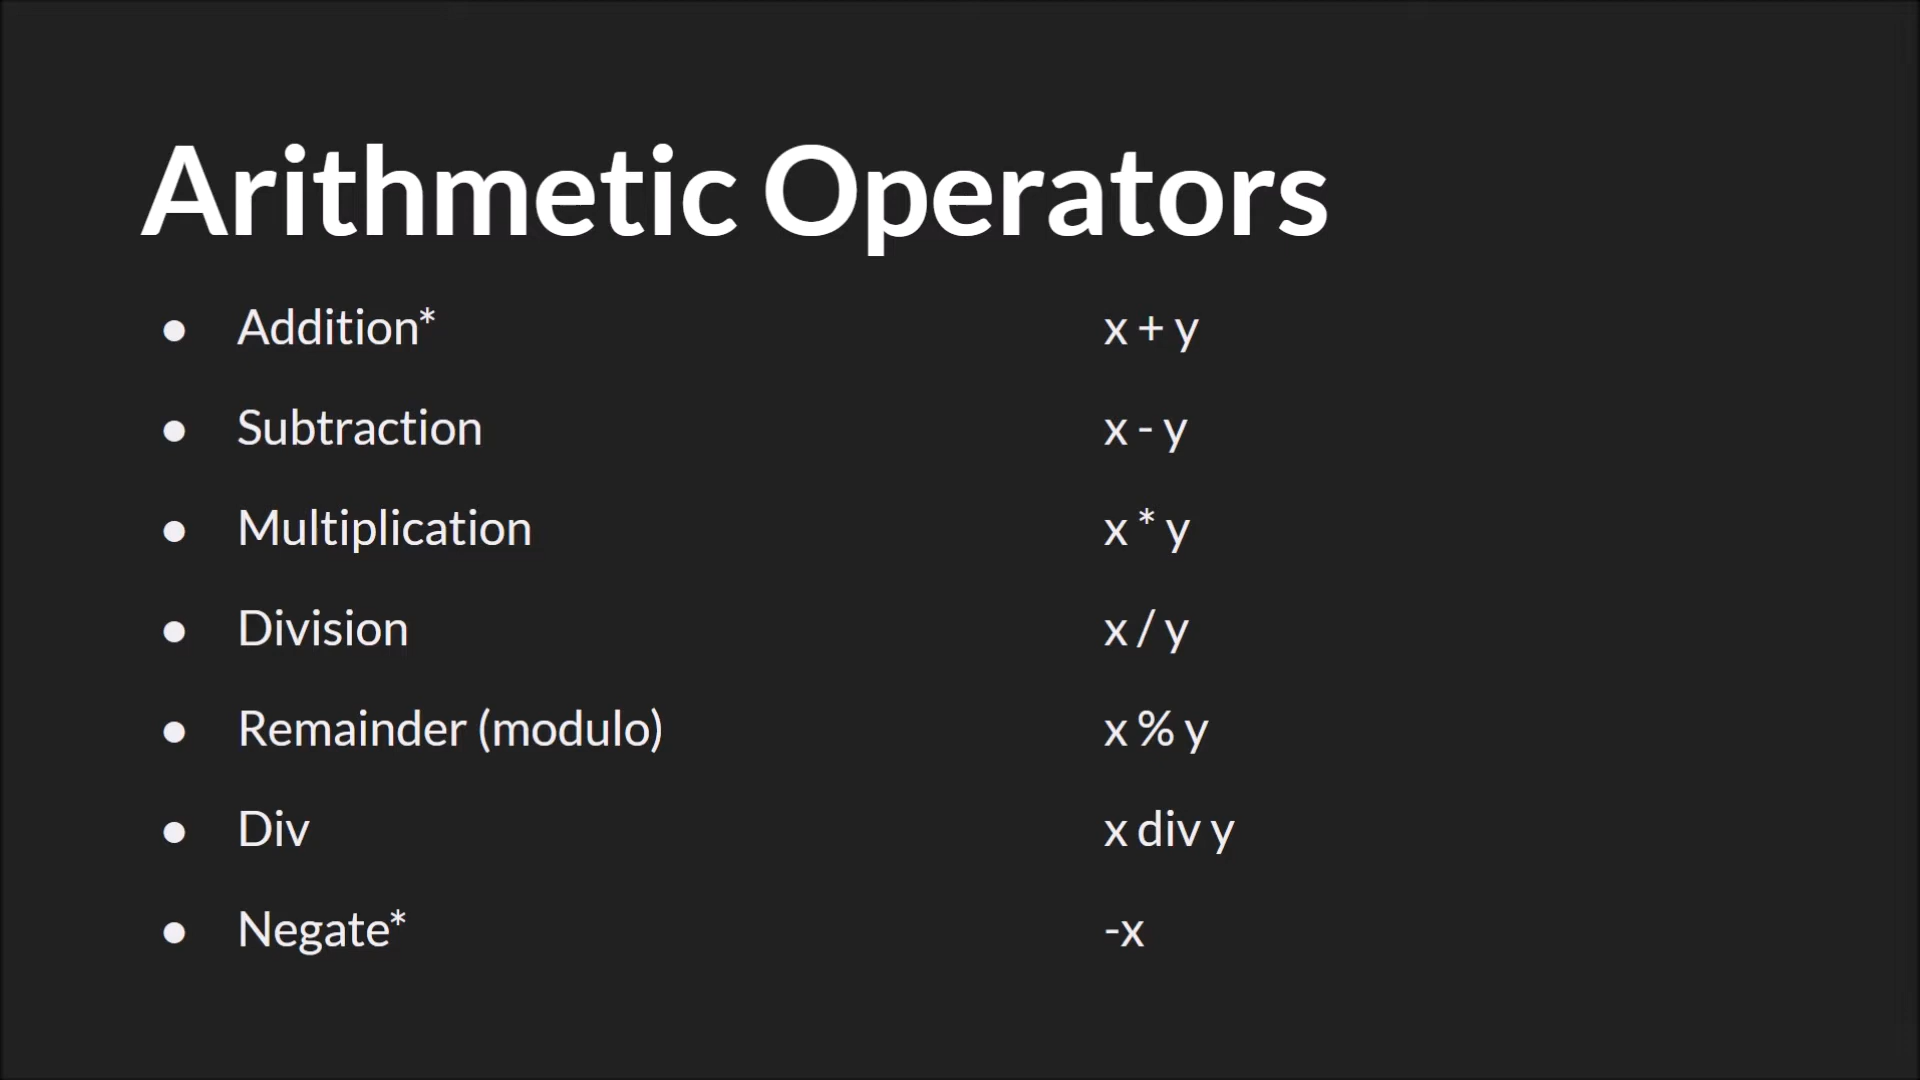 Arithmetic Operators
● Addition* x + y
● Subtraction x - y
● Multiplication x * y
● Division x / y
● Remainder (modulo) x % y
● Div x div y
● Negate* -x